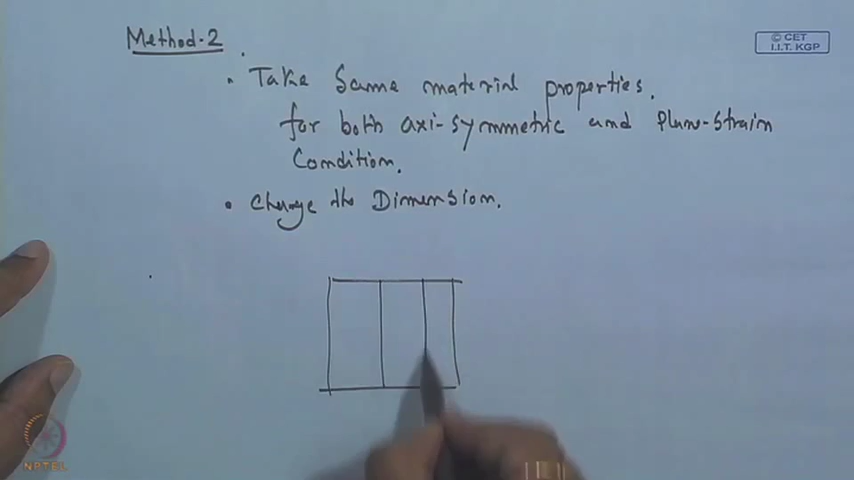 Method-2
© CET
I.I.T. KGP
• Take Same material properties.
for both axi-symmetric and Plane-strain
Condition.
• Change the Dimension.
NPTEL